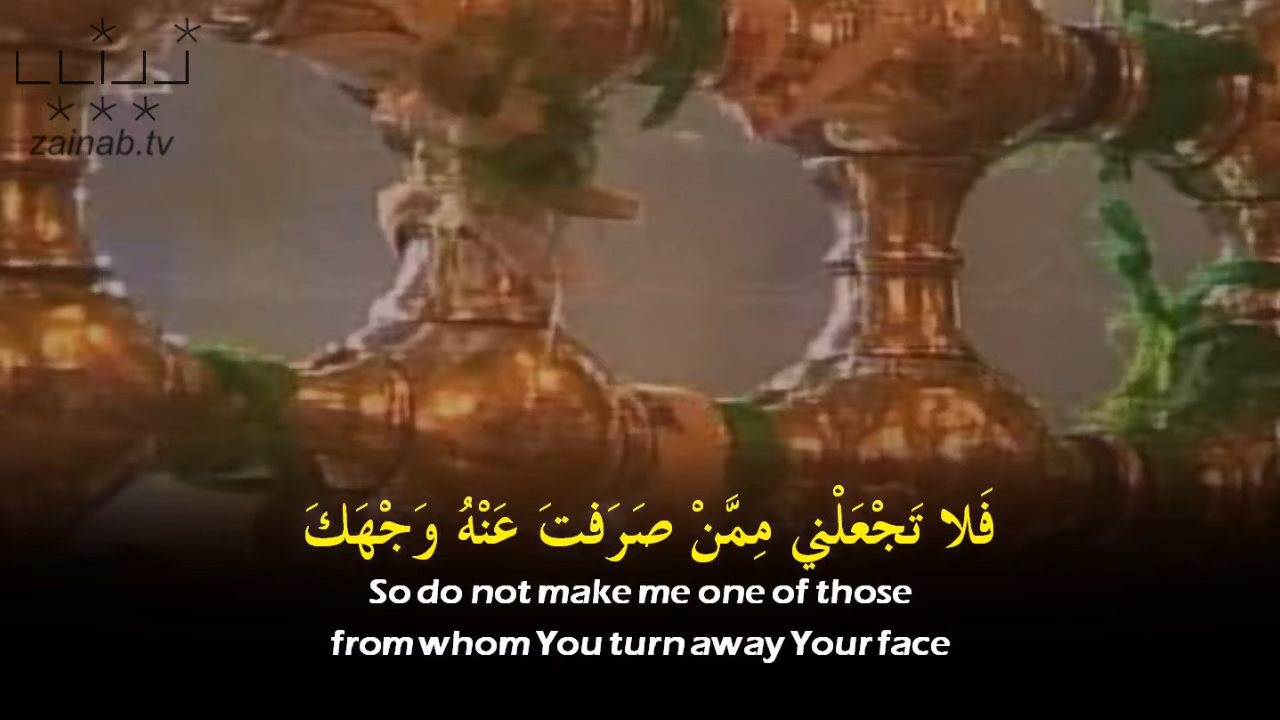 zainab.tv
فَلا تَجْعَلْني مِمَّنْ صَرَفتَ عَنْهُ وَجْهَكَ
So do not make me one of those
from whom You turn away Your face